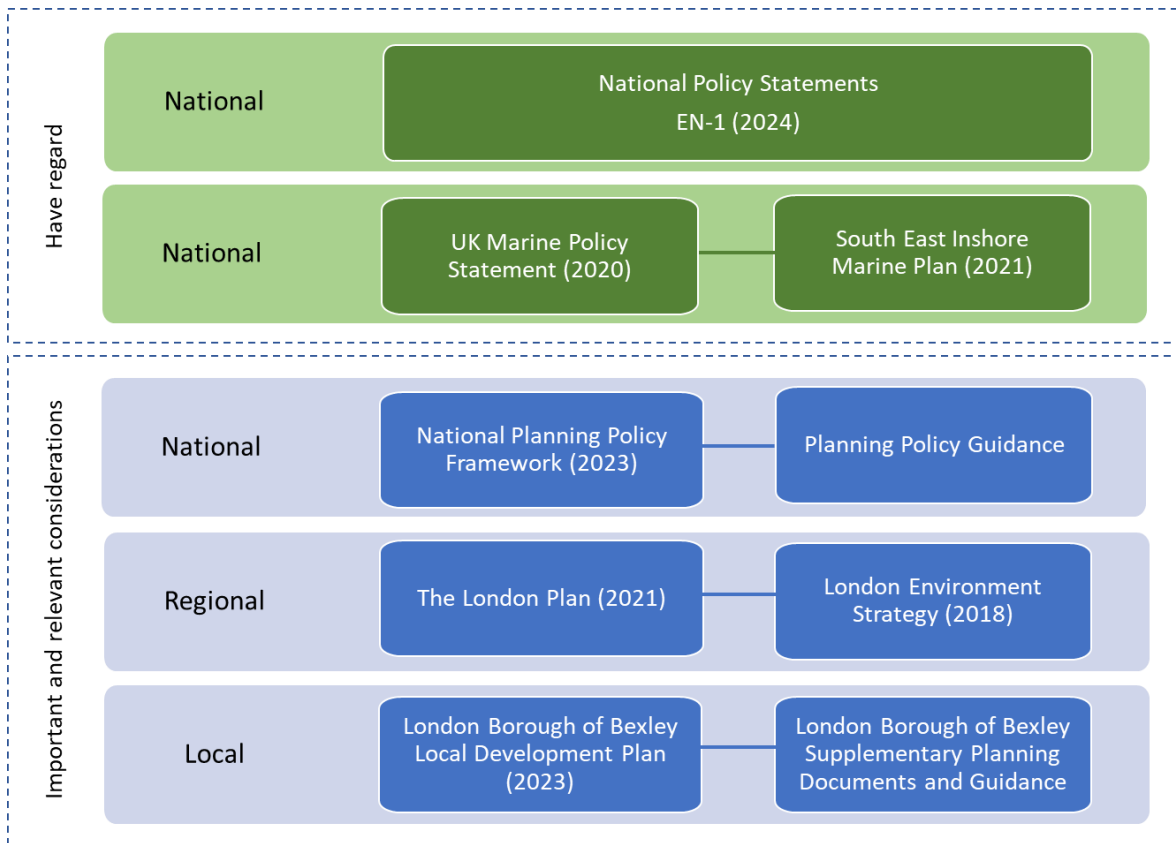 Have regard
National
National Policy Statements
EN-1 (2024)
National
UK Marine Policy
Statement (2020)
South East Inshore
Marine Plan (2021)
Important and relevant considerations
National
National Planning Policy
Framework (2023)
Planning Policy Guidance
Regional
The London Plan (2021)
London Environment
Strategy (2018)
Local
London Borough of Bexley
Local Development Plan
(2023)
London Borough of Bexley
Supplementary Planning
Documents and Guidance